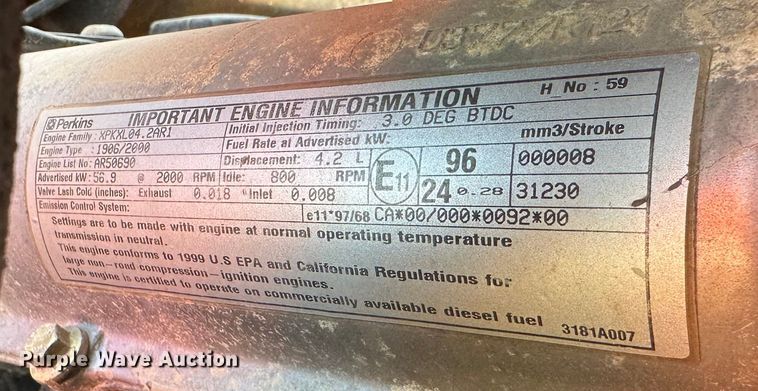 Perkins IMPORTANT ENGINE INFORMATION H No : 59
Engine Family : XPKXL04.2AR1 Initial Injection Timing: 3.0 DEG BTDC
Engine Type : 1906/2000 Fuel Rate at Advertised kW: mm3/Stroke
Engine List No : AR50690 Displacement: 4.2 L E11 96 000008
Advertised kW : 56.9 @ 2000 RPM Idle: 800 RPM 24 0.28 31230
Valve Lash Cold (inches): Exhaust 0.018 "Inlet 0.008
Emission Control System: e11*97/68 CA*00/000*0092*00
Settings are to be made with engine at normal operating temperature
transmission in neutral.
This engine conforms to 1999 U.S EPA and California Regulations for
large non-road compression-ignition engines.
This engine is certified to operate on commercially available diesel fuel 3181A007
Purple Wave Auction